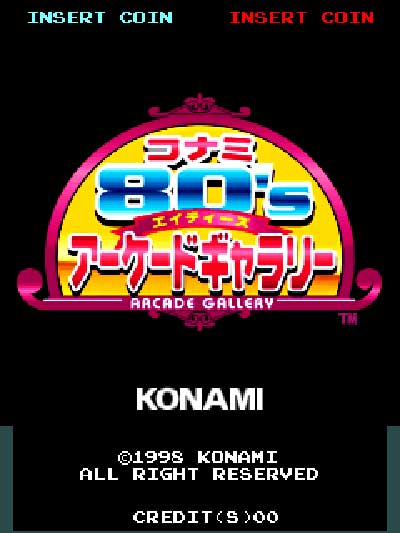 INSERT COIN INSERT COIN
コナミ
80's
エイティーズ
アーケードギャラリー
ARCADE GALLERY
TM
KONAMI
©1998 KONAMI
ALL RIGHT RESERVED
CREDIT(S)00